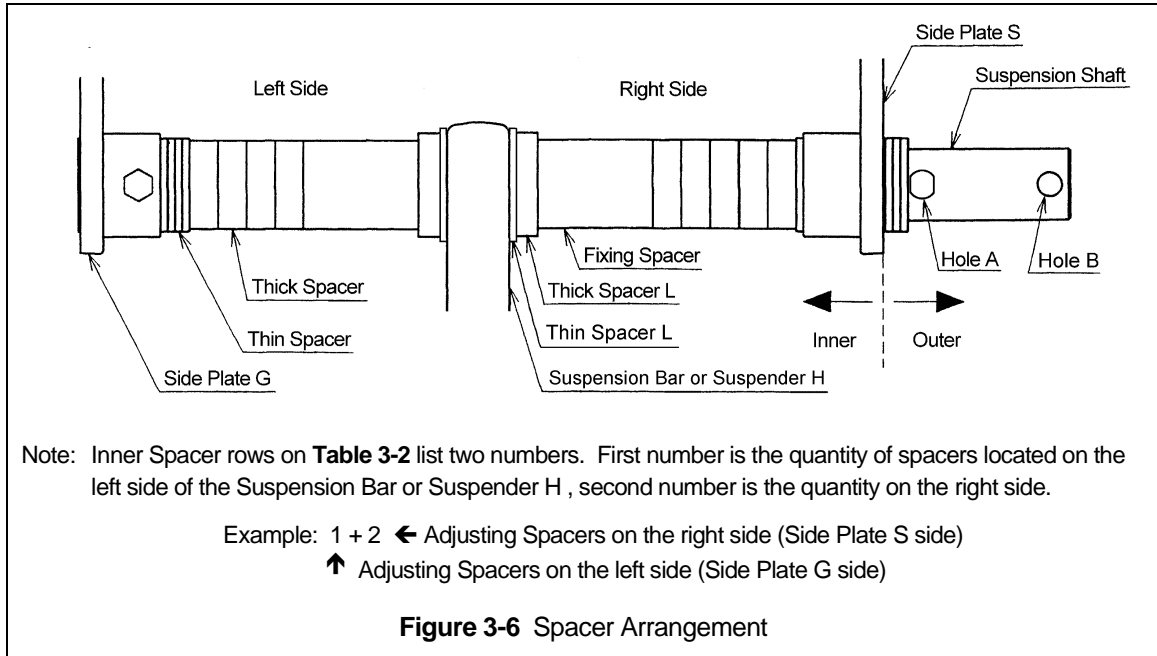 Side Plate S
Left Side
Right Side
Suspension Shaft
Fixing Spacer
Hole A
Hole B
Thick Spacer
Thick Spacer L
Thin Spacer
Thin Spacer L
Inner
Outer
Side Plate G
Suspension Bar or Suspender H
Note: Inner Spacer rows on Table 3-2 list two numbers. First number is the quantity of spacers located on the
left side of the Suspension Bar or Suspender H , second number is the quantity on the right side.
Example: 1 + 2 🡸 Adjusting Spacers on the right side (Side Plate S side)
🡹 Adjusting Spacers on the left side (Side Plate G side)
Figure 3-6 Spacer Arrangement